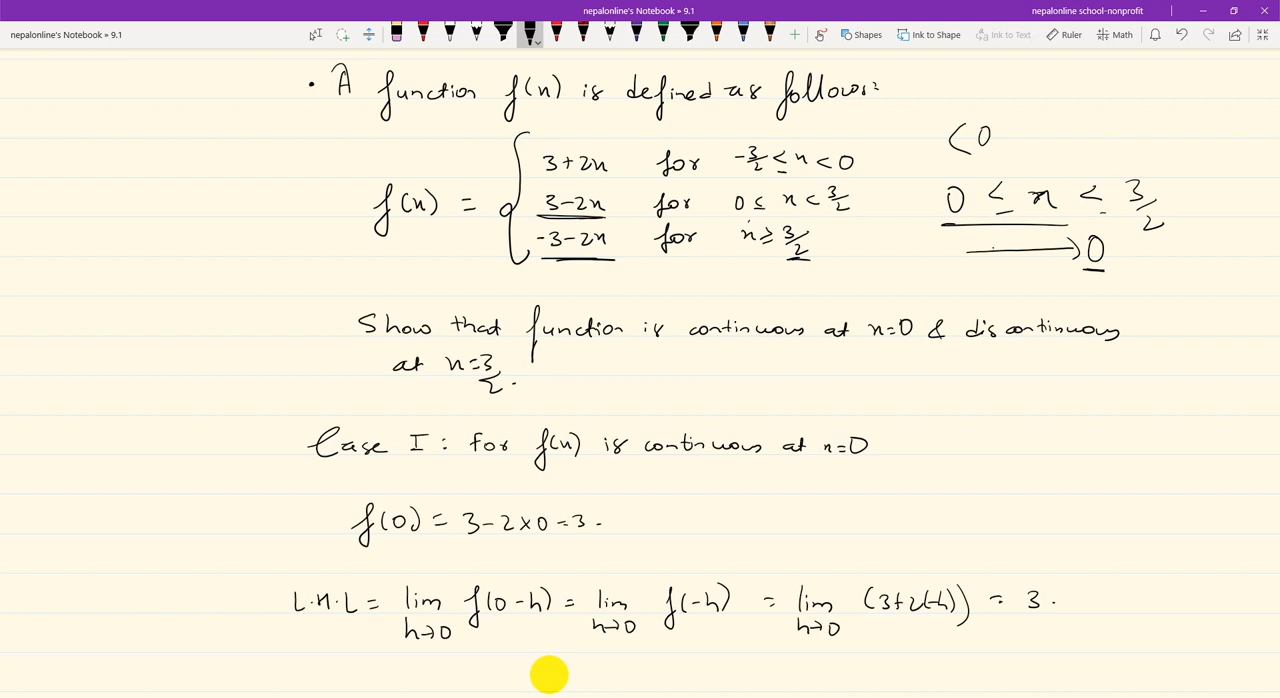 nepalonline's Notebook » 9.1
nepalonline school-nonprofit
nepalonline's Notebook » 9.1
Shapes
Ink to Shape
Ink to Text
Ruler
Math
• A function f(x) is defined as follows:
f(x) = { 3+2x for -3/2 ≤ x < 0
3-2x for 0 ≤ x < 3/2
-3-2x for x ≥ 3/2
< 0
0 ≤ x < 3/2
→ 0
Show that function is continuous at x=0 & discontinuous
at x=3/2.
Case I: for f(x) is continuous at x=0
f(0) = 3-2×0=3.
L.H.L = lim h→0 f(0-h) = lim h→0 f(-h) = lim h→0 (3+2(-h)) = 3.